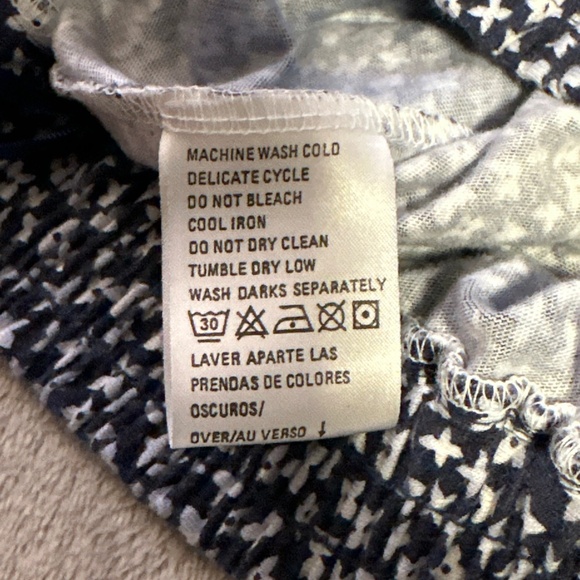 MACHINE WASH COLD
DELICATE CYCLE
DO NOT BLEACH
COOL IRON
DO NOT DRY CLEAN
TUMBLE DRY LOW
WASH DARKS SEPARATELY
30
LAVER APARTE LAS
PRENDAS DE COLORES
OSCUROS/
OVER/AU VERSO ↓